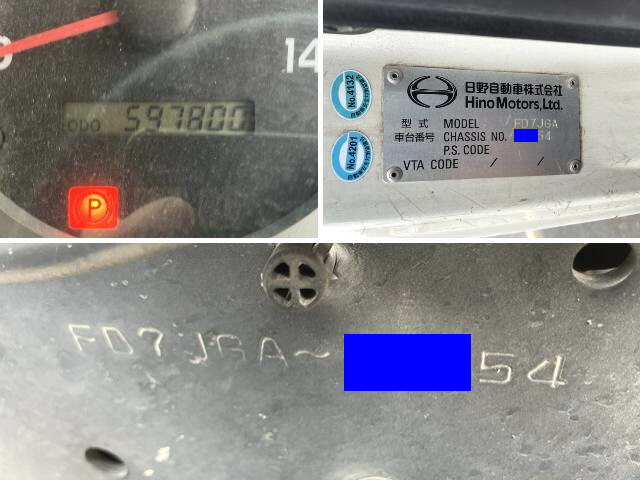 14
ODO 597800
P
No.4132
No.4201
日野自動車株式会社
Hino Motors, Ltd.
型式 MODEL FD7JGA
車台番号 CHASSIS NO. 54
P.S. CODE
VTA CODE / /
FD7JGA~ 54